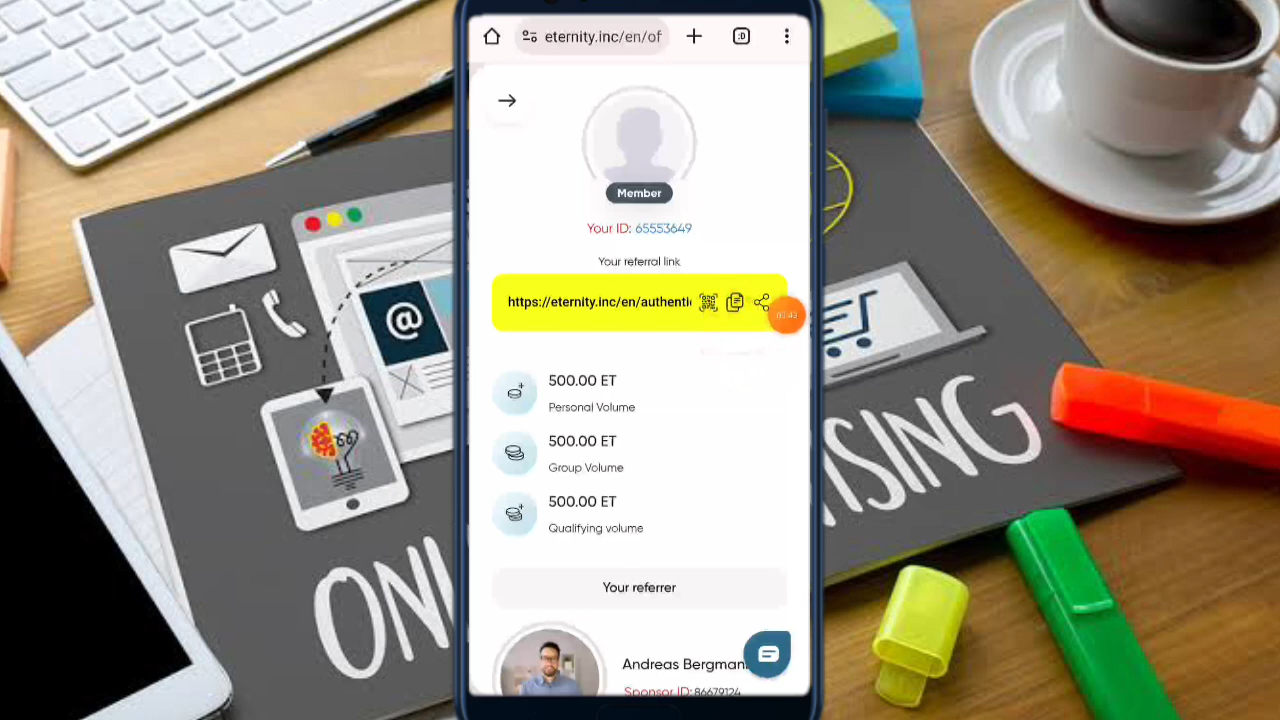 eternity.inc/en/of
:D
Member
Your ID: 65553649
Your referral link
https://eternity.inc/en/authenti
500.00 ET
Personal Volume
500.00 ET
Group Volume
500.00 ET
Qualifying volume
Your referrer
Andreas Bergman
Sponsor ID: 86679124
@
ONL
ISING